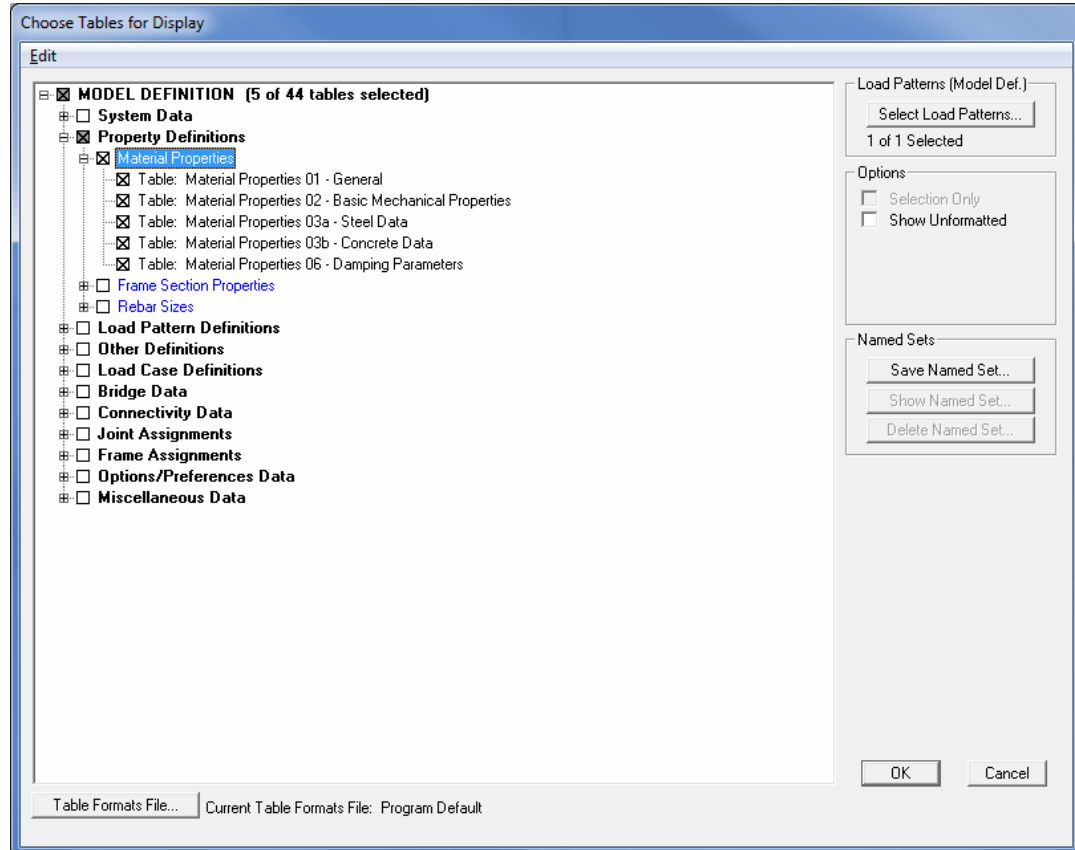 Choose Tables for Display
Edit
MODEL DEFINITION (5 of 44 tables selected)
System Data
Property Definitions
Material Properties
Table: Material Properties 01 - General
Table: Material Properties 02 - Basic Mechanical Properties
Table: Material Properties 03a - Steel Data
Table: Material Properties 03b - Concrete Data
Table: Material Properties 06 - Damping Parameters
Frame Section Properties
Rebar Sizes
Load Pattern Definitions
Other Definitions
Load Case Definitions
Bridge Data
Connectivity Data
Joint Assignments
Frame Assignments
Options/Preferences Data
Miscellaneous Data
Load Patterns (Model Def.)
Select Load Patterns...
1 of 1 Selected
Options
Selection Only
Show Unformatted
Named Sets
Save Named Set...
Show Named Set...
Delete Named Set...
OK Cancel
Table Formats File... Current Table Formats File: Program Default